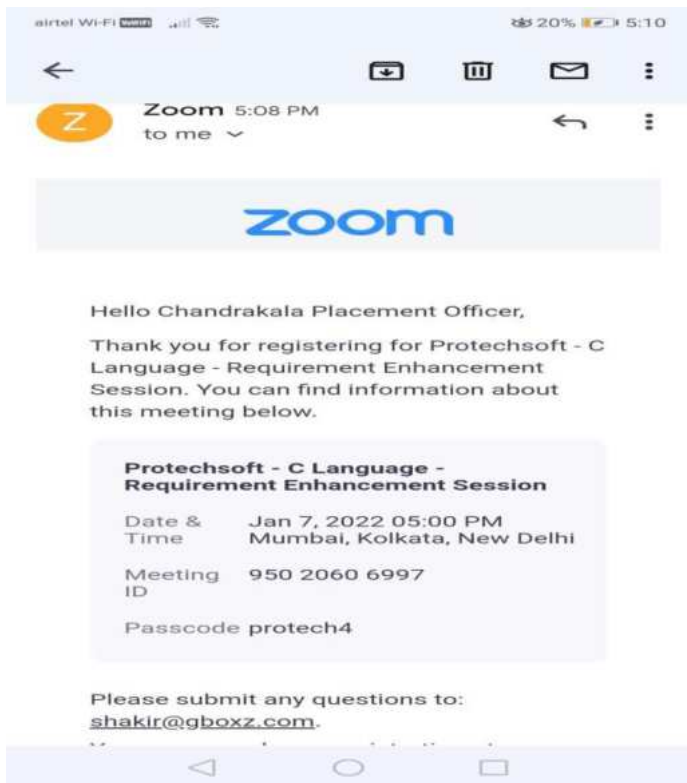 airtel Wi-Fi VoWiFi 20% 5:10
Z
Zoom 5:08 PM
to me
zoom
Hello Chandrakala Placement Officer,
Thank you for registering for Protechsoft - C
Language - Requirement Enhancement
Session. You can find information about
this meeting below.
Protechsoft - C Language -
Requirement Enhancement Session
Date & Jan 7, 2022 05:00 PM
Time Mumbai, Kolkata, New Delhi
Meeting 950 2060 6997
ID
Passcode protech4
Please submit any questions to:
shakir@gboxz.com.